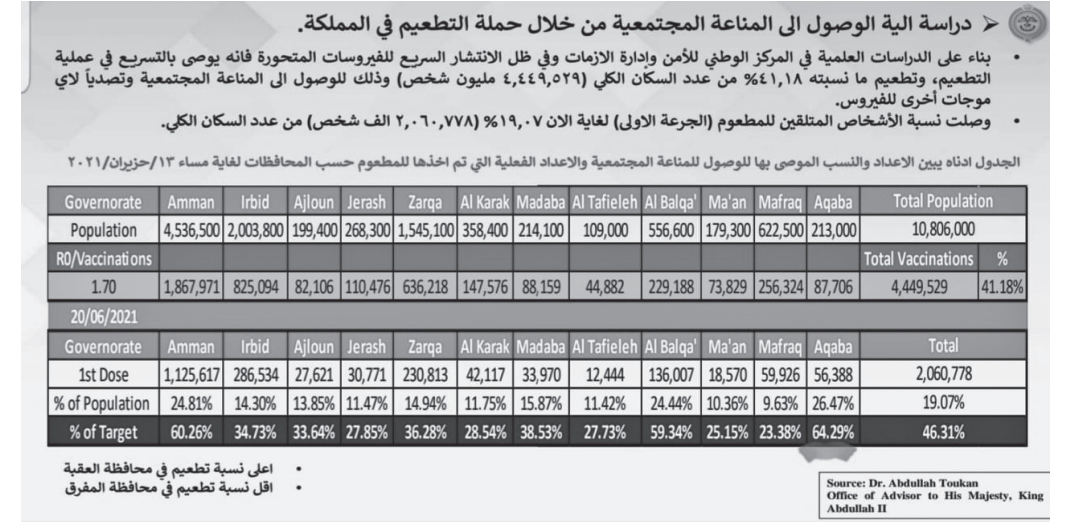 ➤ دراسة الية الوصول الى المناعة المجتمعية من خلال حملة التطعيم في المملكة.
• بناء على الدراسات العلمية في المركز الوطني للأمن وإدارة الازمات وفي ظل الانتشار السريع للفيروسات المتحورة فانه يوصى بالتسريع في عملية
التطعيم، وتطعيم ما نسبته ٤١,١٨% من عدد السكان الكلي (٤,٤٤٩,٥٢٩ مليون شخص) وذلك للوصول الى المناعة المجتمعية وتصدياً لاي
موجات أخرى للفيروس.
• وصلت نسبة الأشخاص المتلقين للمطعوم (الجرعة الاولى) لغاية الان ١٩,٠٧% (٢,٠٦٠,٧٧٨ الف شخص) من عدد السكان الكلي.
الجدول ادناه يبين الاعداد والنسب الموصى بها للوصول للمناعة المجتمعية والاعداد الفعلية التي تم اخذها للمطعوم حسب المحافظات لغاية مساء ١٣/حزيران/٢٠٢١
Governorate Amman Irbid Ajloun Jerash Zarqa Al Karak Madaba Al Tafieleh Al Balqa' Ma'an Mafraq Aqaba Total Population
Population 4,536,500 2,003,800 199,400 268,300 1,545,100 358,400 214,100 109,000 556,600 179,300 622,500 213,000 10,806,000
R0/Vaccinations Total Vaccinations %
1.70 1,867,971 825,094 82,106 110,476 636,218 147,576 88,159 44,882 229,188 73,829 256,324 87,706 4,449,529 41.18%
20/06/2021
Governorate Amman Irbid Ajloun Jerash Zarqa Al Karak Madaba Al Tafieleh Al Balqa' Ma'an Mafraq Aqaba Total
1st Dose 1,125,617 286,534 27,621 30,771 230,813 42,117 33,970 12,444 136,007 18,570 59,926 56,388 2,060,778
% of Population 24.81% 14.30% 13.85% 11.47% 14.94% 11.75% 15.87% 11.42% 24.44% 10.36% 9.63% 26.47% 19.07%
% of Target 60.26% 34.73% 33.64% 27.85% 36.28% 28.54% 38.53% 27.73% 59.34% 25.15% 23.38% 64.29% 46.31%
• اعلى نسبة تطعيم في محافظة العقبة
• اقل نسبة تطعيم في محافظة المفرق
Source: Dr. Abdullah Toukan
Office of Advisor to His Majesty, King
Abdullah II